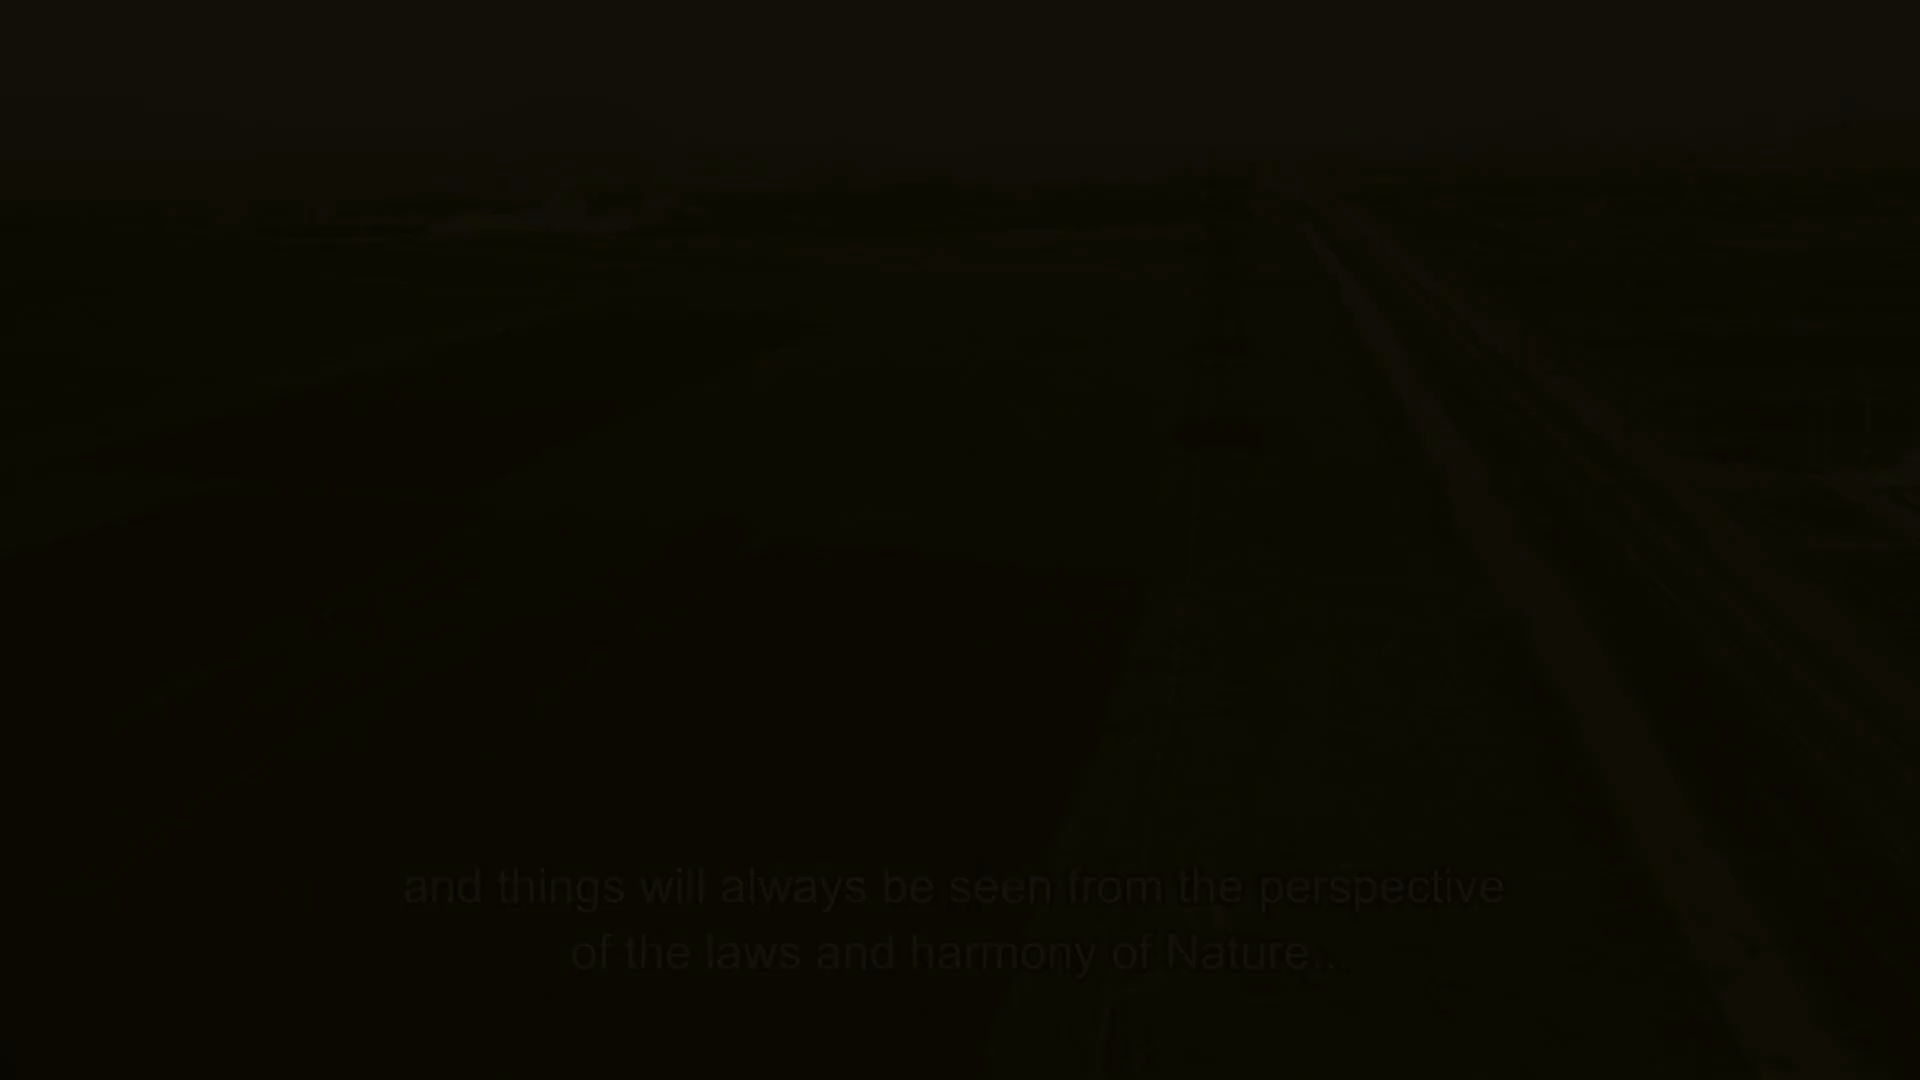 and things will always be seen from the perspective
of the laws and harmony of Nature...